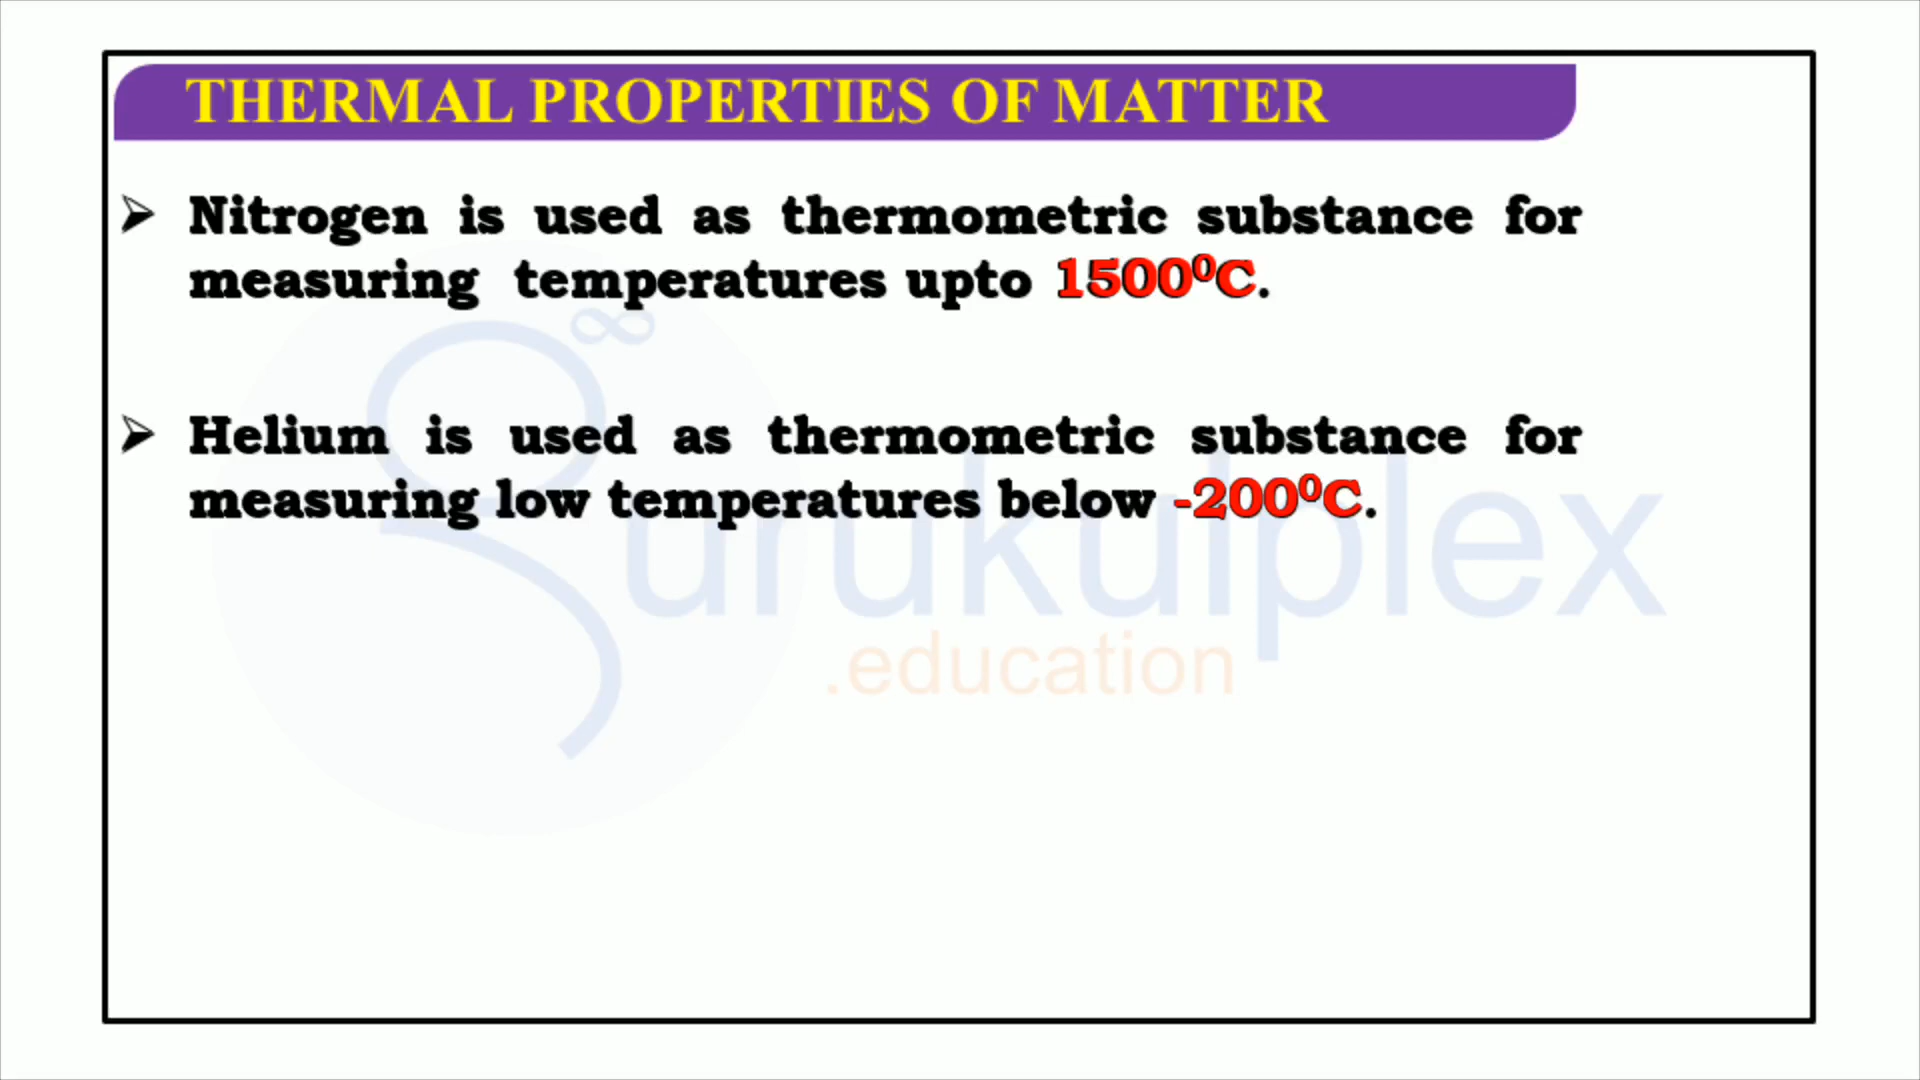 THERMAL PROPERTIES OF MATTER
Nitrogen is used as thermometric substance for
measuring temperatures upto 1500⁰C.
Helium is used as thermometric substance for
measuring low temperatures below -200⁰C.
gurukulplex
.education